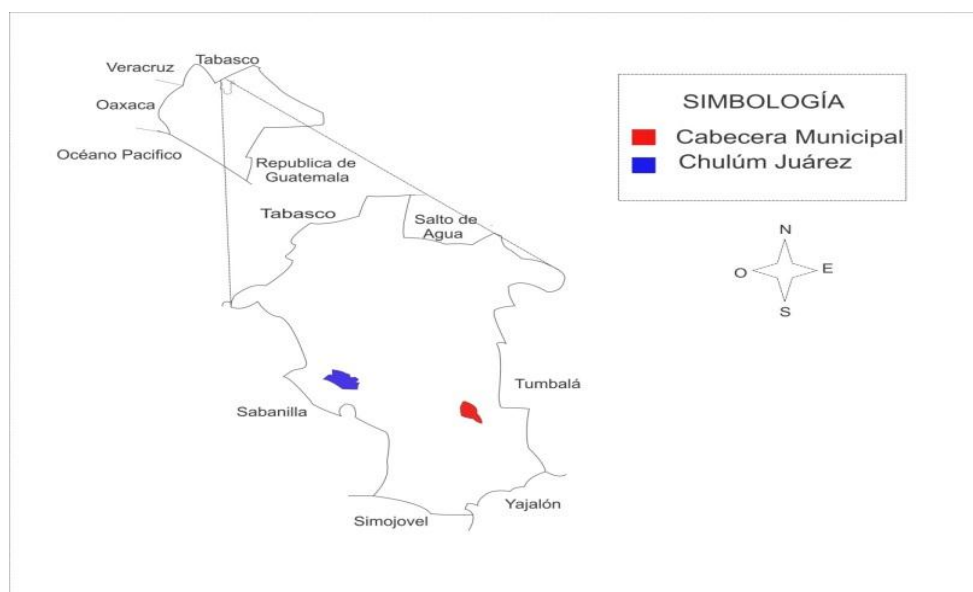 Tabasco
Veracruz
Oaxaca
Océano Pacifico
Republica de
Guatemala
Tabasco
Salto de
Agua
Tumbalá
Sabanilla
Yajalón
Simojovel
SIMBOLOGÍA
Cabecera Municipal
Chulúm Juárez
N
O
E
S